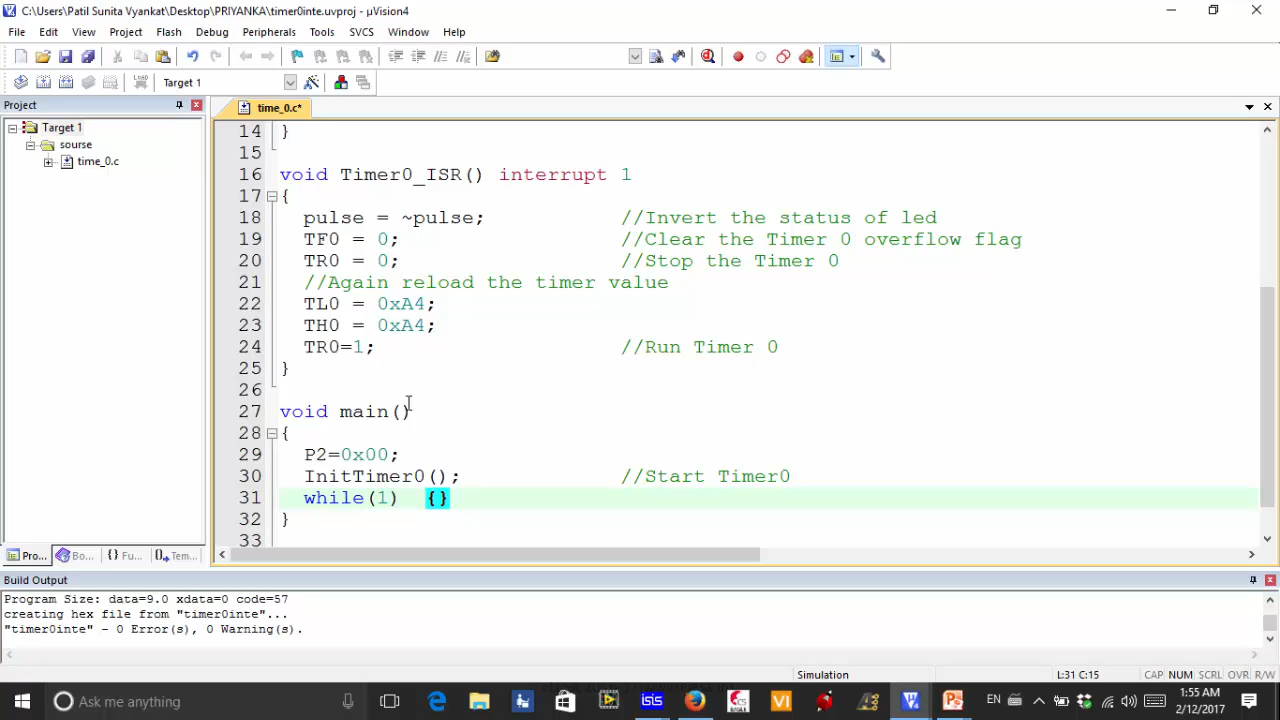 C:\Users\Patil Sunita Vyankat\Desktop\PRIYANKA\timer0inte.uvproj - µVision4
File Edit View Project Flash Debug Peripherals Tools SVCS Window Help
LOAD Target 1
Project
time_0.c*
Target 1
sourse
time_0.c
14 }
15
16 void Timer0_ISR() interrupt 1
17 {
18 pulse = ~pulse; //Invert the status of led
19 TF0 = 0; //Clear the Timer 0 overflow flag
20 TR0 = 0; //Stop the Timer 0
21 //Again reload the timer value
22 TL0 = 0xA4;
23 TH0 = 0xA4;
24 TR0=1; //Run Timer 0
25 }
26
27 void main()
28 {
29 P2=0x00;
30 InitTimer0(); //Start Timer0
31 while(1) {}
32 }
33
Pro... Bo... {} Fu... Tem...
Build Output
Program Size: data=9.0 xdata=0 code=57
creating hex file from "timer0inte"...
"timer0inte" - 0 Error(s), 0 Warning(s).
Simulation L:31 C:15 CAP NUM SCRL OVR R/W
Ask me anything
isis
VI
EN
1:55 AM
2/12/2017